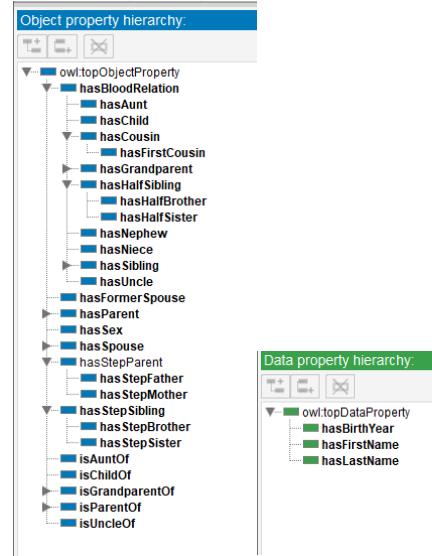 Object property hierarchy:
owl:topObjectProperty
hasBloodRelation
hasAunt
hasChild
hasCousin
hasFirstCousin
hasGrandparent
hasHalfSibling
hasHalfBrother
hasHalfSister
hasNephew
hasNiece
hasSibling
hasUncle
hasFormerSpouse
hasParent
hasSex
hasSpouse
hasStepParent
hasStepFather
hasStepMother
hasStepSibling
hasStepBrother
hasStepSister
isAuntOf
isChildOf
isGrandparentOf
isParentOf
isUncleOf
Data property hierarchy:
owl:topDataProperty
hasBirthYear
hasFirstName
hasLastName